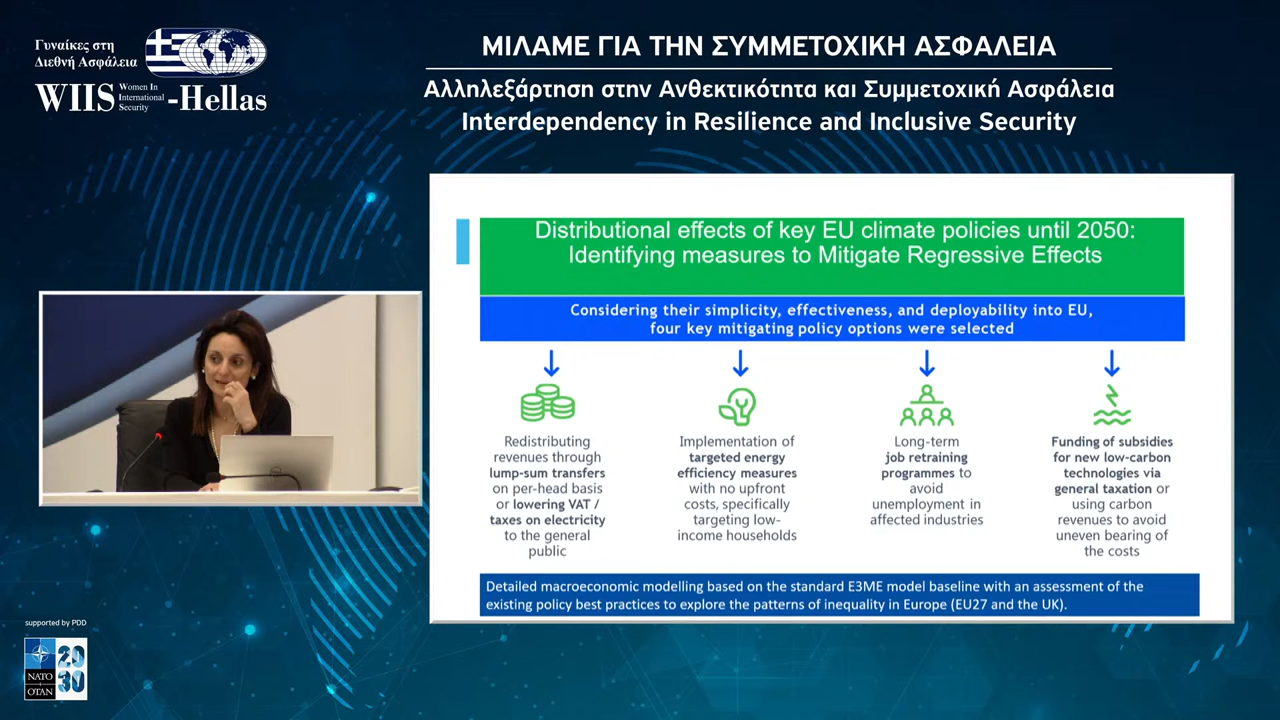 Γυναίκες στη
Διεθνή Ασφάλεια
WIIS Women In International Security -Hellas
ΜΙΛΑΜΕ ΓΙΑ ΤΗΝ ΣΥΜΜΕΤΟΧΙΚΗ ΑΣΦΑΛΕΙΑ
Αλληλεξάρτηση στην Ανθεκτικότητα και Συμμετοχική Ασφάλεια
Interdependency in Resilience and Inclusive Security
Distributional effects of key EU climate policies until 2050:
Identifying measures to Mitigate Regressive Effects
Considering their simplicity, effectiveness, and deployability into EU,
four key mitigating policy options were selected
Redistributing
revenues through
lump-sum transfers
on per-head basis
or lowering VAT /
taxes on electricity
to the general
public
Implementation of
targeted energy
efficiency measures
with no upfront
costs, specifically
targeting low-
income households
Long-term
job retraining
programmes to
avoid
unemployment in
affected industries
Funding of subsidies
for new low-carbon
technologies via
general taxation or
using carbon
revenues to avoid
uneven bearing of
the costs
Detailed macroeconomic modelling based on the standard E3ME model baseline with an assessment of the
existing policy best practices to explore the patterns of inequality in Europe (EU27 and the UK).
supported by PDD
NATO
OTAN
20
30